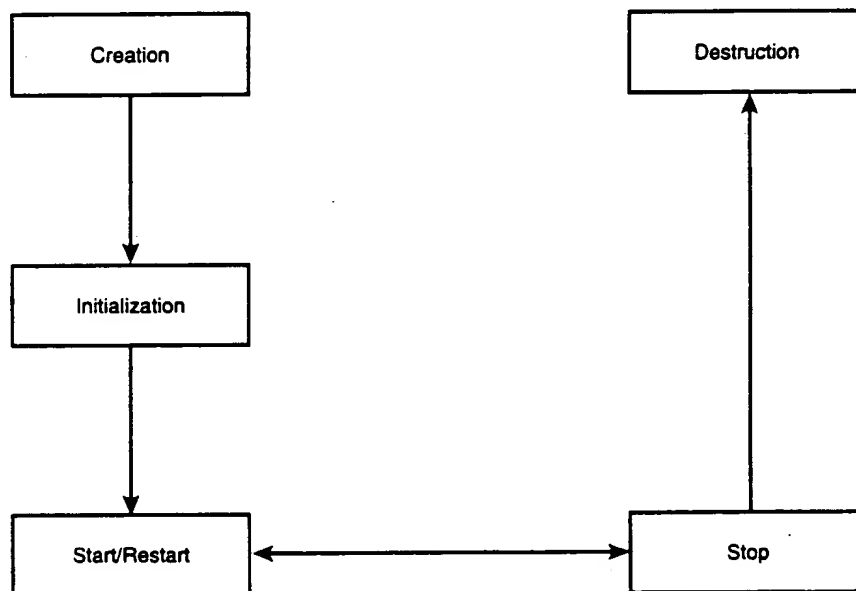 Creation
Destruction
Initialization
Start/Restart
Stop